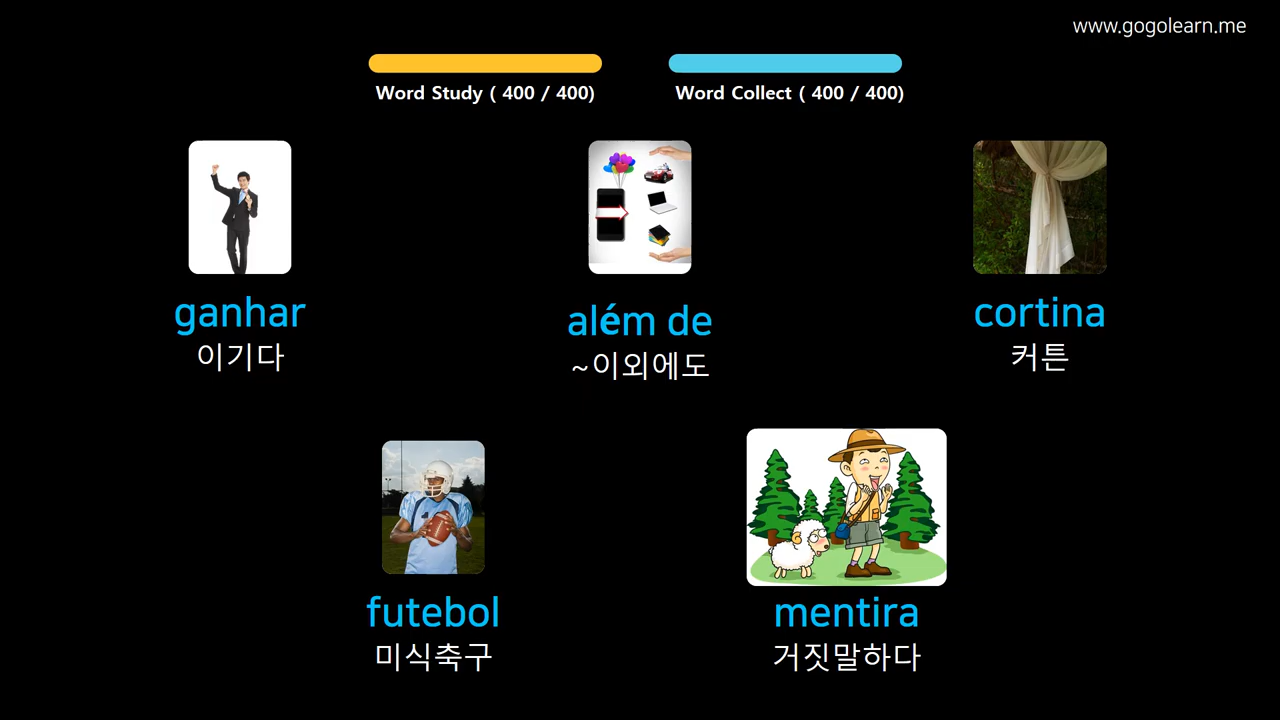 www.gogolearn.me
Word Study ( 400 / 400)
Word Collect ( 400 / 400)
ganhar
이기다
além de
~이외에도
cortina
커튼
futebol
미식축구
mentira
거짓말하다